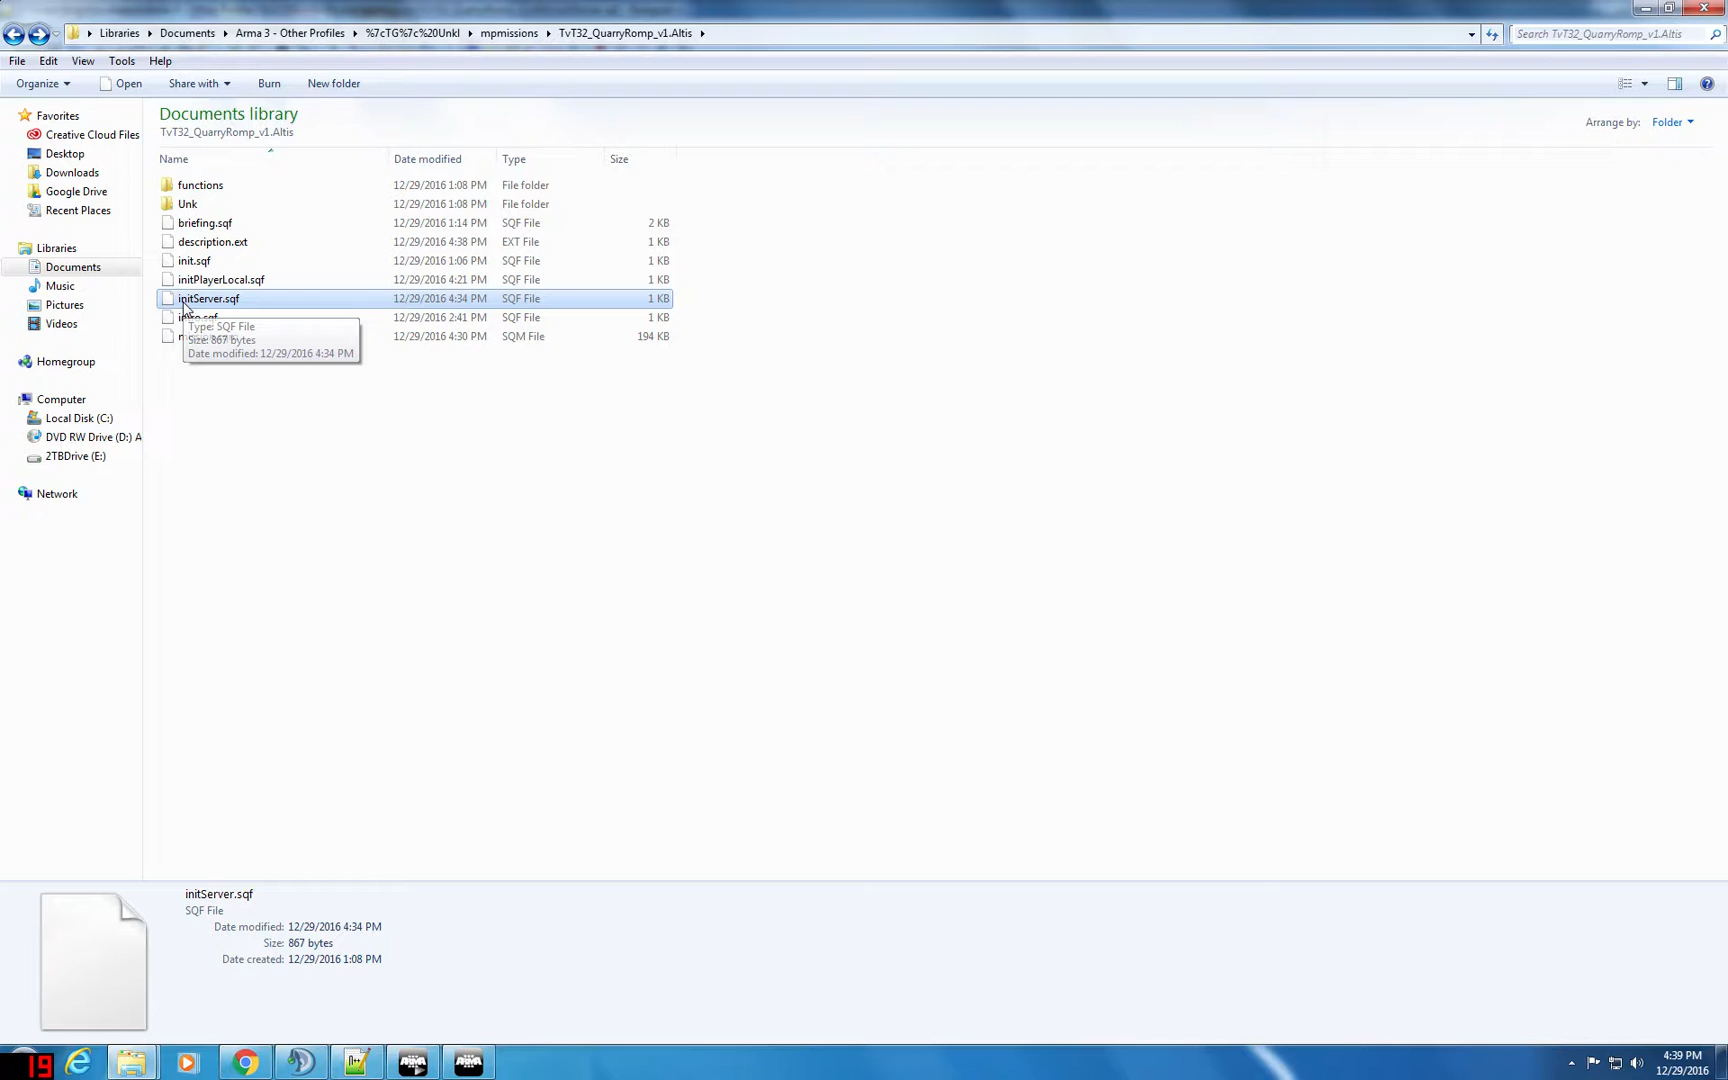 Libraries ▸ Documents ▸ Arma 3 - Other Profiles ▸ %7cTG%7c%20Unkl ▸ mpmissions ▸ TvT32_QuarryRomp_v1.Altis ▸
Search TvT32_QuarryRomp_v1.Altis
File Edit View Tools Help
Organize Open Share with Burn New folder
Documents library
TvT32_QuarryRomp_v1.Altis
Arrange by: Folder
Name Date modified Type Size
functions 12/29/2016 1:08 PM File folder
Unk 12/29/2016 1:08 PM File folder
briefing.sqf 12/29/2016 1:14 PM SQF File 2 KB
description.ext 12/29/2016 4:38 PM EXT File 1 KB
init.sqf 12/29/2016 1:06 PM SQF File 1 KB
initPlayerLocal.sqf 12/29/2016 4:21 PM SQF File 1 KB
initServer.sqf 12/29/2016 4:34 PM SQF File 1 KB
12/29/2016 2:41 PM SQF File 1 KB
12/29/2016 4:30 PM SQM File 194 KB
Type: SQF File
Size: 867 bytes
Date modified: 12/29/2016 4:34 PM
Favorites
Creative Cloud Files
Desktop
Downloads
Google Drive
Recent Places
Libraries
Documents
Music
Pictures
Videos
Homegroup
Computer
Local Disk (C:)
DVD RW Drive (D:) A
2TBDrive (E:)
Network
initServer.sqf
SQF File
Date modified: 12/29/2016 4:34 PM
Size: 867 bytes
Date created: 12/29/2016 1:08 PM
19
ARMA
ARMA
4:39 PM
12/29/2016